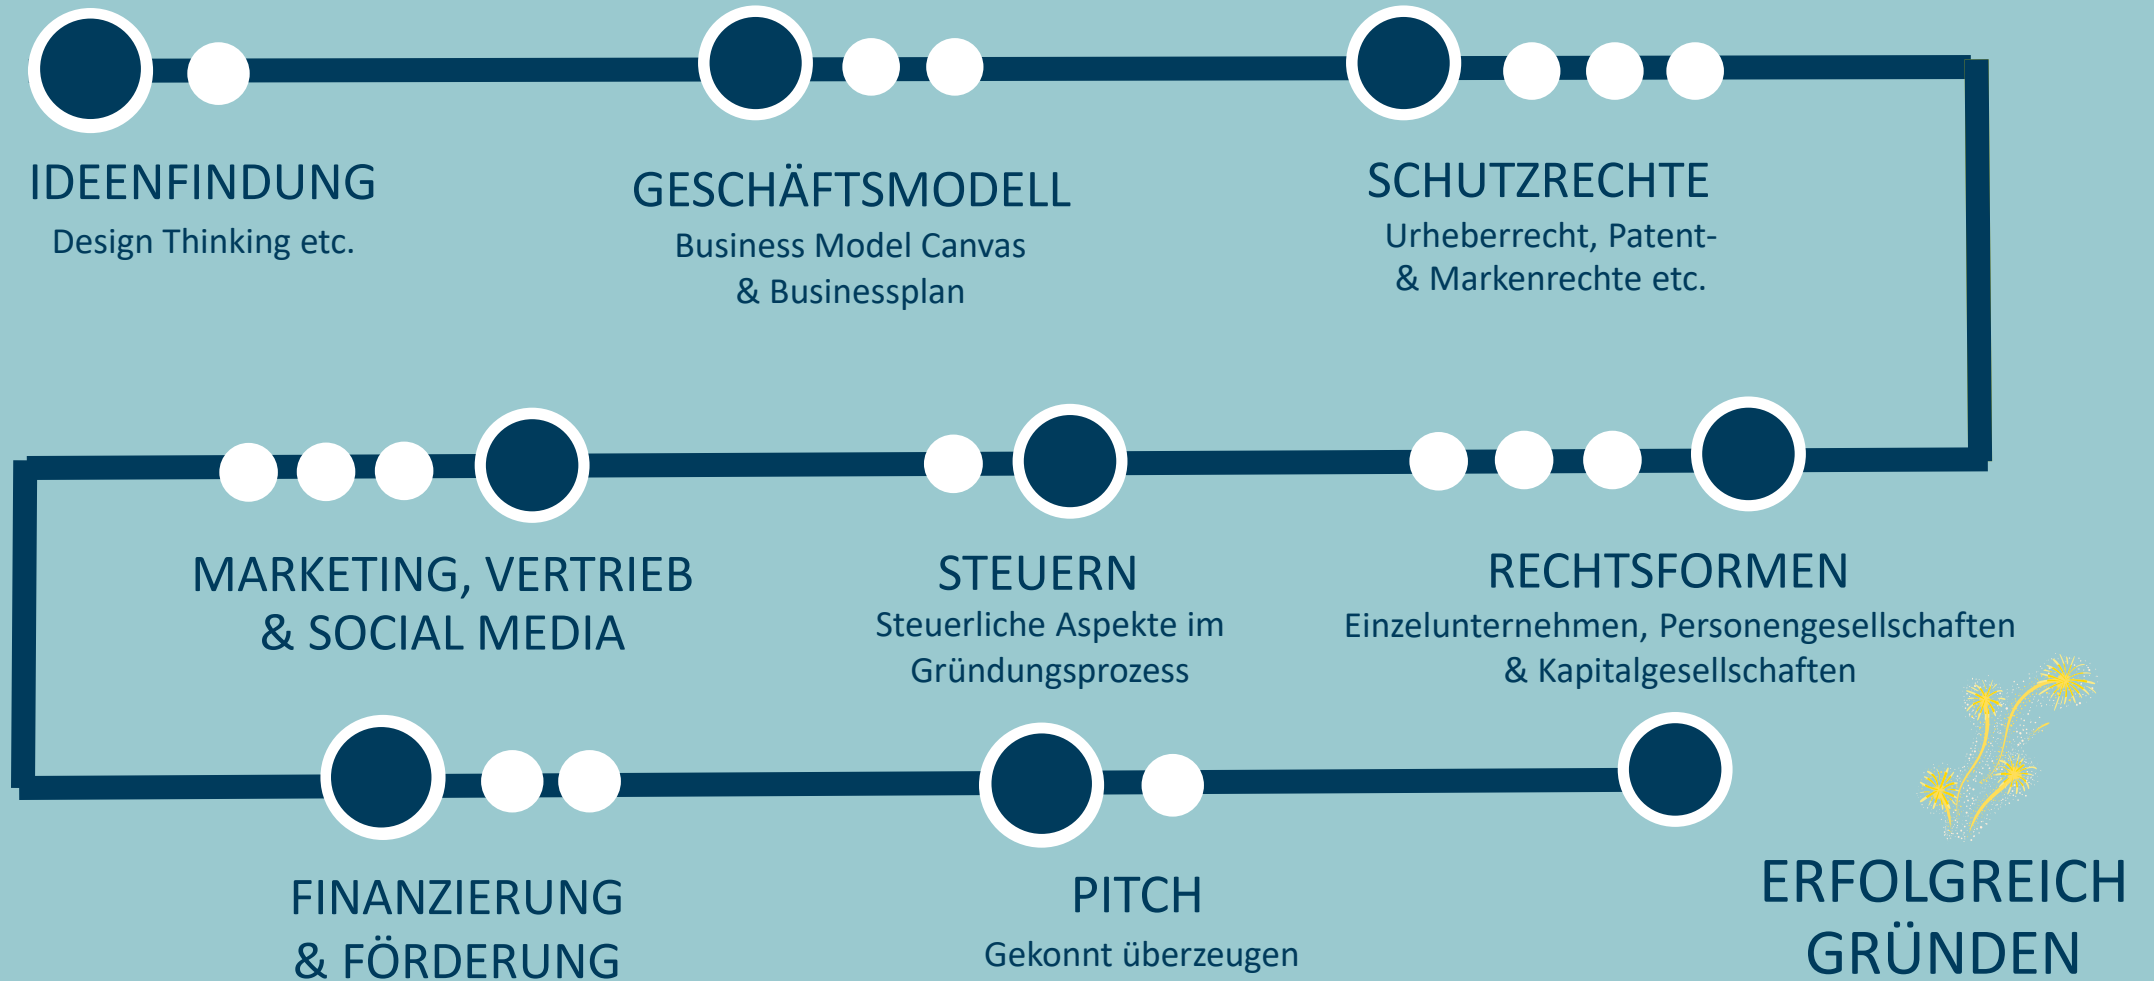 IDEENFINDUNG
Design Thinking etc.
GESCHÄFTSMODELL
Business Model Canvas
& Businessplan
SCHUTZRECHTE
Urheberrecht, Patent-
& Markenrechte etc.
MARKETING, VERTRIEB
& SOCIAL MEDIA
STEUERN
Steuerliche Aspekte im
Gründungsprozess
RECHTSFORMEN
Einzelunternehmen, Personengesellschaften
& Kapitalgesellschaften
FINANZIERUNG
& FÖRDERUNG
PITCH
Gekonnt überzeugen
ERFOLGREICH
GRÜNDEN